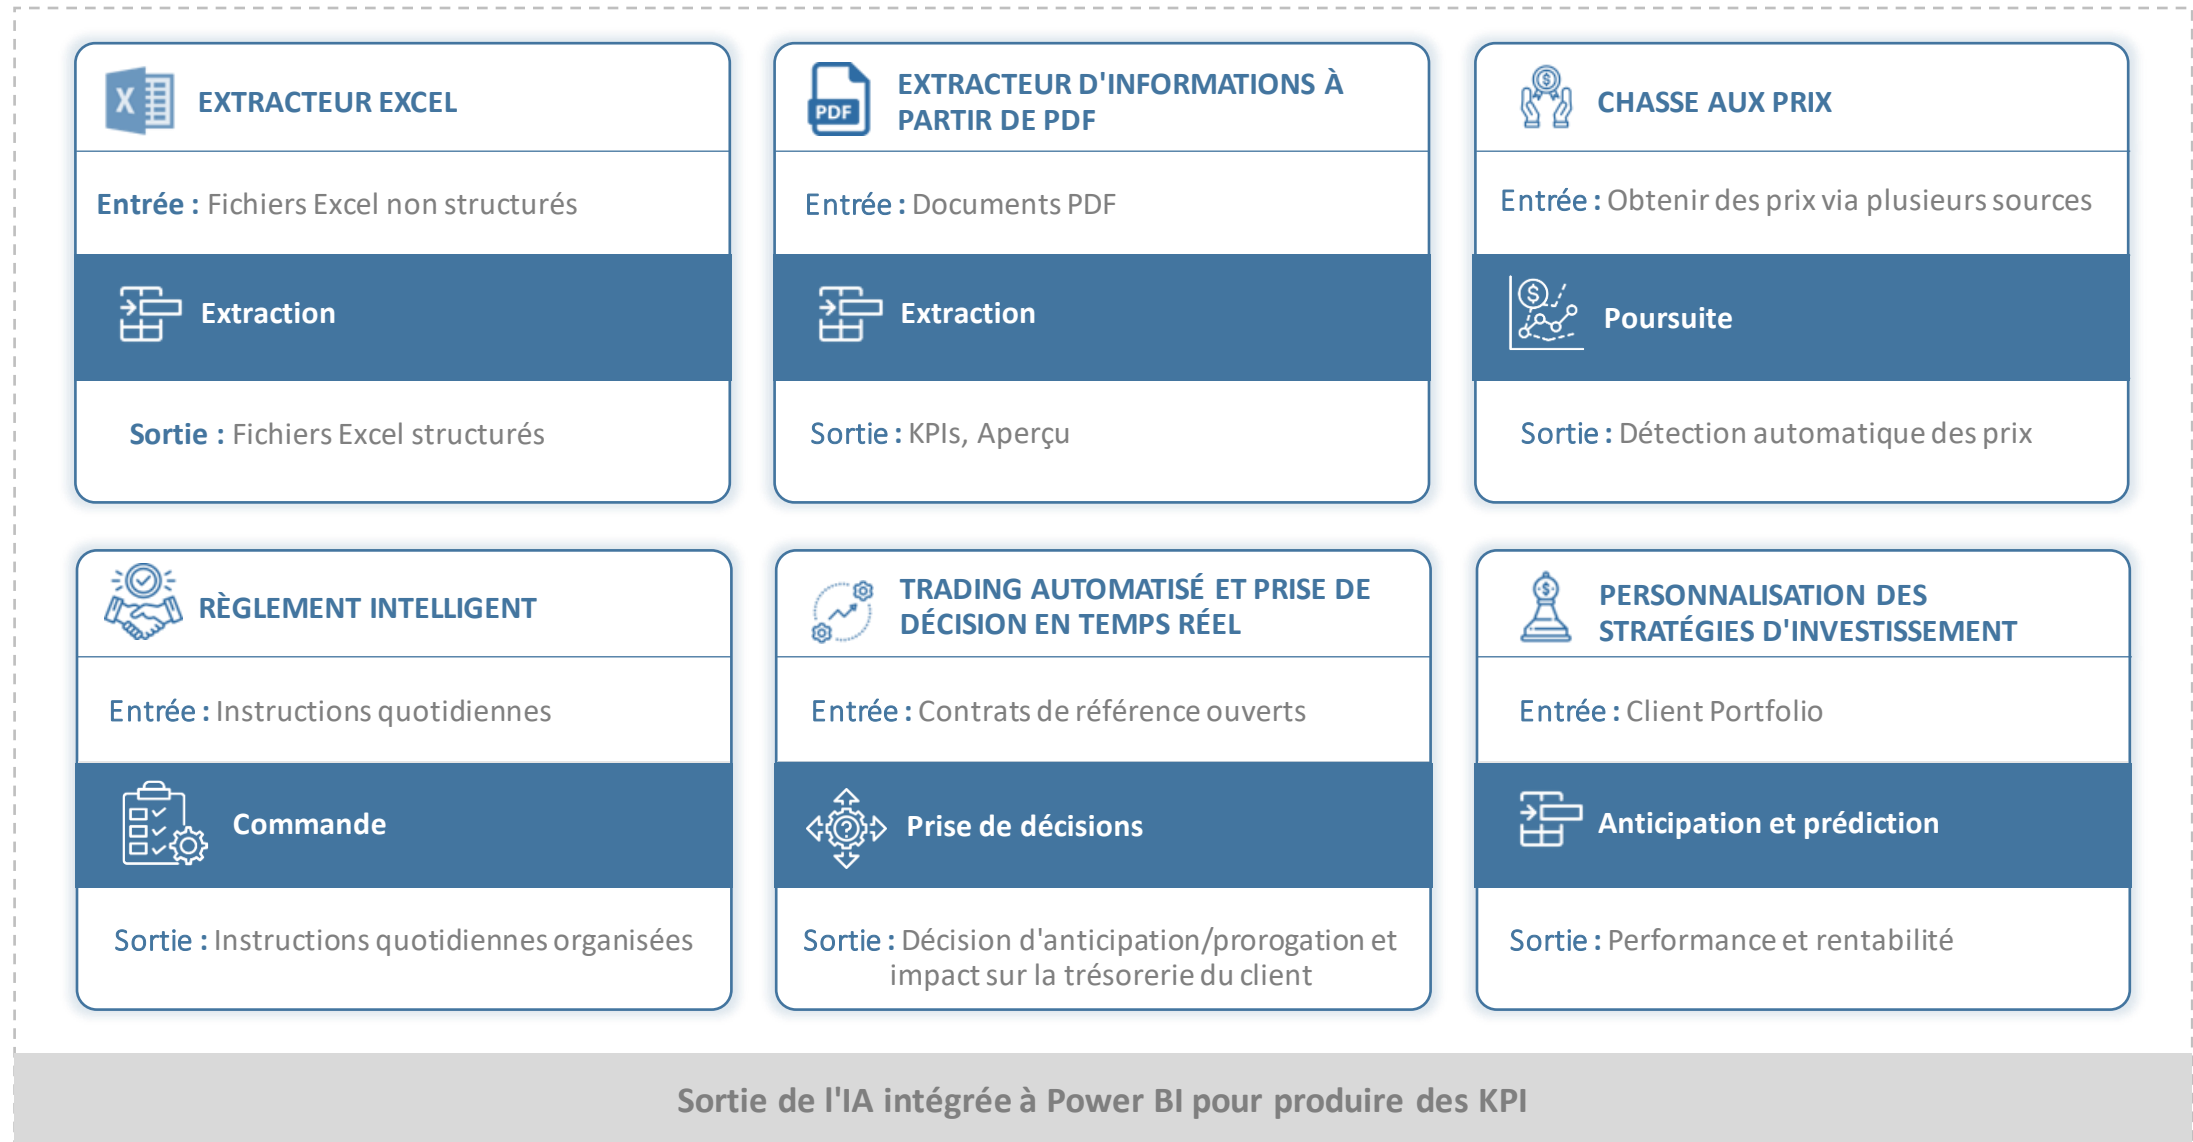 X
EXTRACTEUR EXCEL
Entrée : Fichiers Excel non structurés
Extraction
Sortie : Fichiers Excel structurés
PDF
EXTRACTEUR D'INFORMATIONS À
PARTIR DE PDF
Entrée : Documents PDF
Extraction
Sortie : KPIs, Aperçu
$
CHASSE AUX PRIX
Entrée : Obtenir des prix via plusieurs sources
$
Poursuite
Sortie : Détection automatique des prix
RÈGLEMENT INTELLIGENT
Entrée : Instructions quotidiennes
Commande
Sortie : Instructions quotidiennes organisées
TRADING AUTOMATISÉ ET PRISE DE
DÉCISION EN TEMPS RÉEL
Entrée : Contrats de référence ouverts
?
Prise de décisions
Sortie : Décision d'anticipation/prorogation et
impact sur la trésorerie du client
$
PERSONNALISATION DES
STRATÉGIES D'INVESTISSEMENT
Entrée : Client Portfolio
Anticipation et prédiction
Sortie : Performance et rentabilité
Sortie de l'IA intégrée à Power BI pour produire des KPI